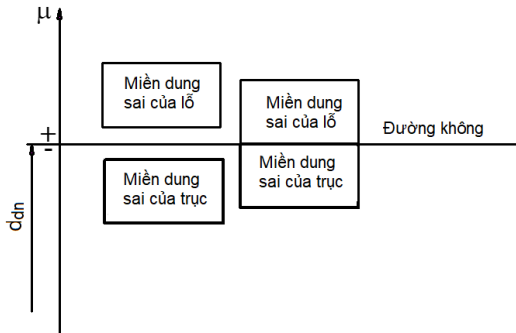 μ
Miền dung
sai của lỗ
Miền dung
sai của lỗ
Đường không
+
-
Miền dung
sai của trục
Miền dung
sai của trục
d dn